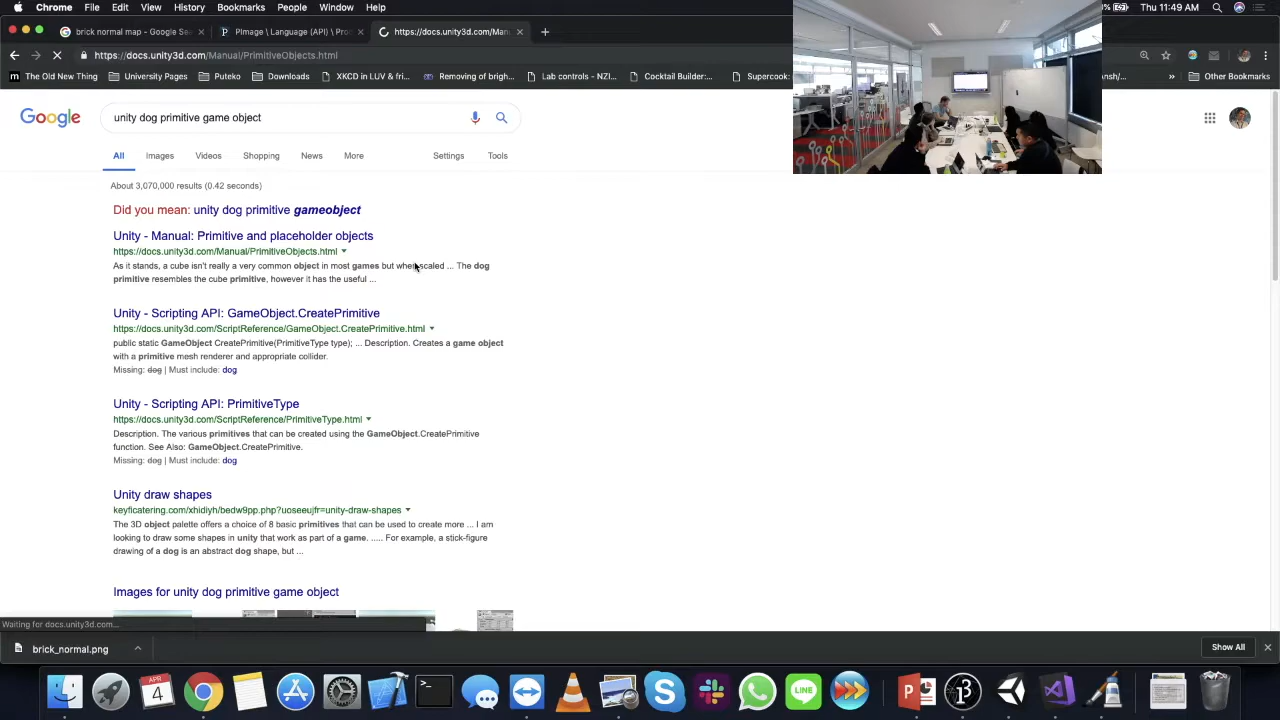 Chrome File Edit View History Bookmarks People Window Help
Thu 11:49 AM
brick normal map - Google Se
PImage \ Language (API) \ Pro
https://docs.unity3d.com/Man
https://docs.unity3d.com/Manual/PrimitiveObjects.html
The Old New Thing
University Pages
Puteko
Downloads
XKCD in LUV & fri...
Removing of brigh...
Lab controls - NZI...
Cocktail Builder:...
Supercook:
Other Bookmarks
Google
unity dog primitive game object
All Images Videos Shopping News More Settings Tools
About 3,070,000 results (0.42 seconds)
Did you mean: unity dog primitive gameobject
Unity - Manual: Primitive and placeholder objects
https://docs.unity3d.com/Manual/PrimitiveObjects.html
As it stands, a cube isn't really a very common object in most games but when scaled ... The dog
primitive resembles the cube primitive, however it has the useful ...
Unity - Scripting API: GameObject.CreatePrimitive
https://docs.unity3d.com/ScriptReference/GameObject.CreatePrimitive.html
public static GameObject CreatePrimitive(PrimitiveType type); ... Description. Creates a game object
with a primitive mesh renderer and appropriate collider.
Missing: dog | Must include: dog
Unity - Scripting API: PrimitiveType
https://docs.unity3d.com/ScriptReference/PrimitiveType.html
Description. The various primitives that can be created using the GameObject.CreatePrimitive
function. See Also: GameObject.CreatePrimitive.
Missing: dog | Must include: dog
Unity draw shapes
keyficatering.com/xhidiyh/bedw9pp.php?uoseeujfr=unity-draw-shapes
The 3D object palette offers a choice of 8 basic primitives that can be used to create more ... I am
looking to draw some shapes in unity that work as part of a game. ..... For example, a stick-figure
drawing of a dog is an abstract dog shape, but ...
Images for unity dog primitive game object
Waiting for docs.unity3d.com...
brick_normal.png
Show All
APR
4
LINE